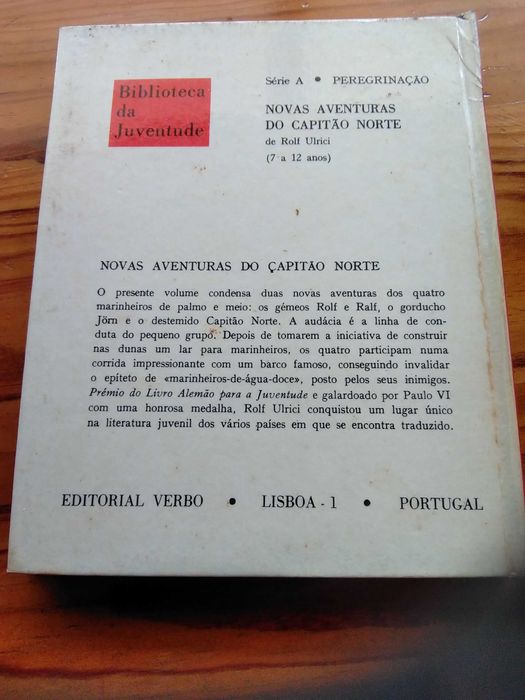 Biblioteca
da
Juventude
Série A • PEREGRINAÇÃO
NOVAS AVENTURAS
DO CAPITÃO NORTE
de Rolf Ulrici
(7 a 12 anos)
NOVAS AVENTURAS DO CAPITÃO NORTE
O presente volume condensa duas novas aventuras dos quatro
marinheiros de palmo e meio: os gémeos Rolf e Ralf, o gorducho
Jörn e o destemido Capitão Norte. A audácia é a linha de con-
duta do pequeno grupo. Depois de tomarem a iniciativa de construir
nas dunas um lar para marinheiros, os quatro participam numa
corrida impressionante com um barco famoso, conseguindo invalidar
o epíteto de «marinheiros-de-água-doce», posto pelos seus inimigos.
Prémio do Livro Alemão para a Juventude e galardoado por Paulo VI
com uma honrosa medalha, Rolf Ulrici conquistou um lugar único
na literatura juvenil dos vários países em que se encontra traduzido.
EDITORIAL VERBO • LISBOA - 1 • PORTUGAL